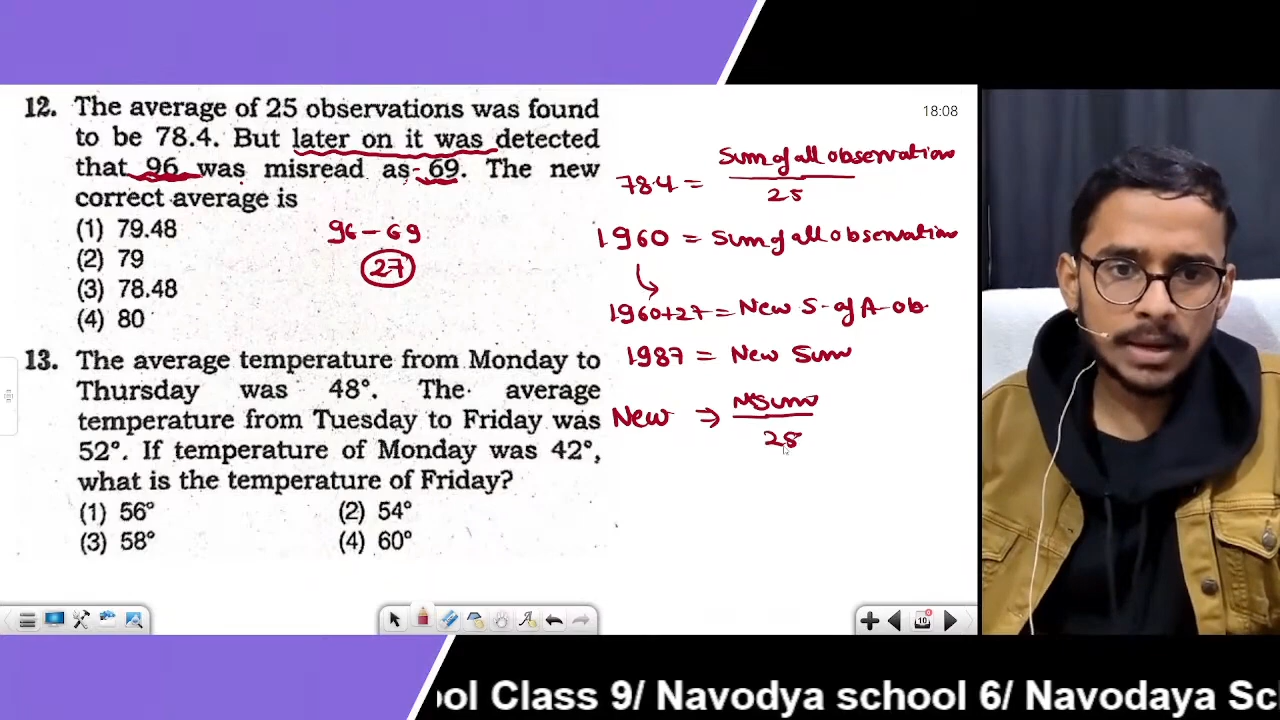 12. The average of 25 observations was found
to be 78.4. But later on it was detected
that 96 was misread as 69. The new
correct average is
(1) 79.48
(2) 79
(3) 78.48
(4) 80
96 - 69
27
13. The average temperature from Monday to
Thursday was 48°. The average
temperature from Tuesday to Friday was
52°. If temperature of Monday was 42°,
what is the temperature of Friday?
(1) 56° (2) 54°
(3) 58° (4) 60°
18:08
78.4 = Sum of all observation
25
1960 = Sum of all observation
1960+27 = New S. of A ob.
1987 = New Sum
New ⇒ N Sum
25
10
ol Class 9/ Navodya school 6/ Navodaya Sc